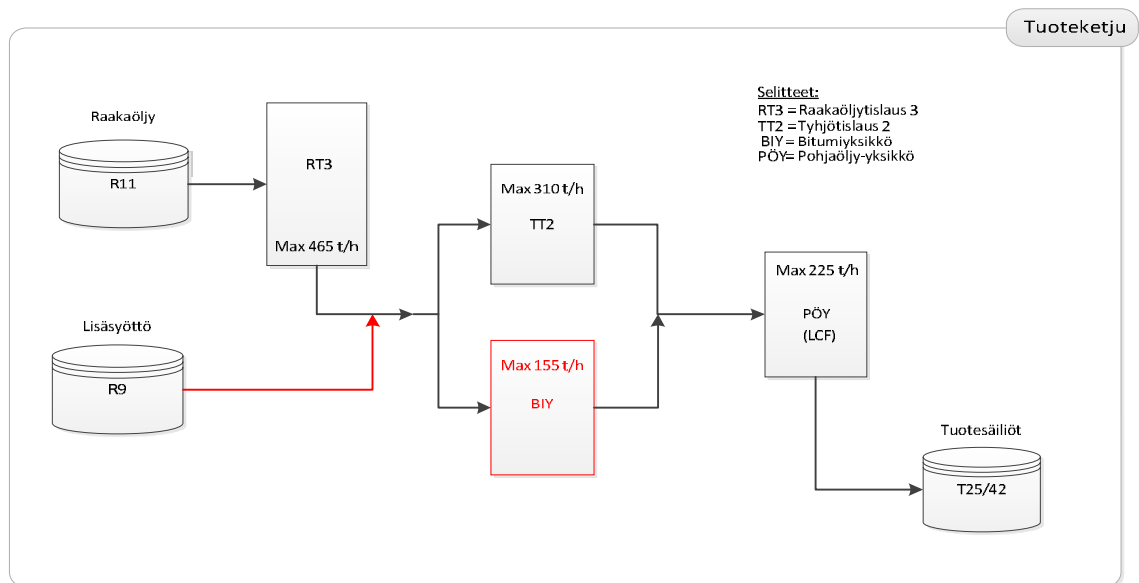 Tuoteketju
Selitteet:
RT3 = Raakaöljytislaus 3
TT2 = Tyhjötislaus 2
BIY = Bitumiyksikkö
PÖY= Pohjaöljy-yksikkö
Raakaöljy
R11
RT3
Max 465 t/h
Lisäsyöttö
R9
Max 310 t/h
TT2
Max 155 t/h
BIY
Max 225 t/h
PÖY
(LCF)
Tuotesäiliöt
T25/42